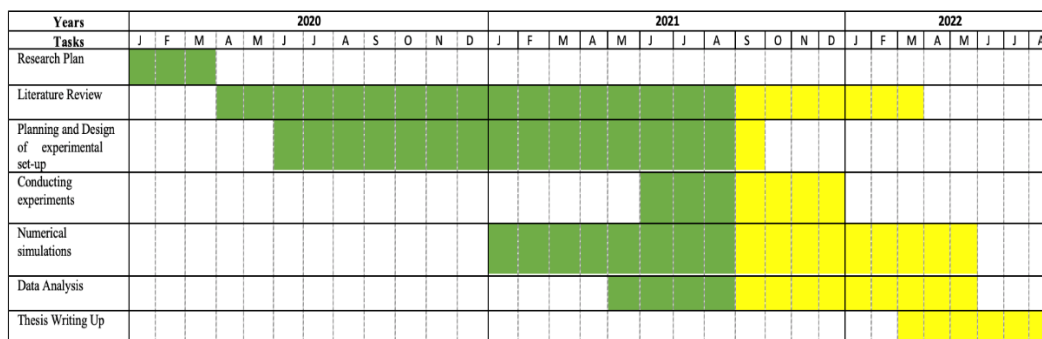 Years 2020 2021 2022
Tasks J F M A M J J A S O N D J F M A M J J A S O N D J F M A M J J A
Research Plan
Literature Review
Planning and Design
of experimental
set-up
Conducting
experiments
Numerical
simulations
Data Analysis
Thesis Writing Up